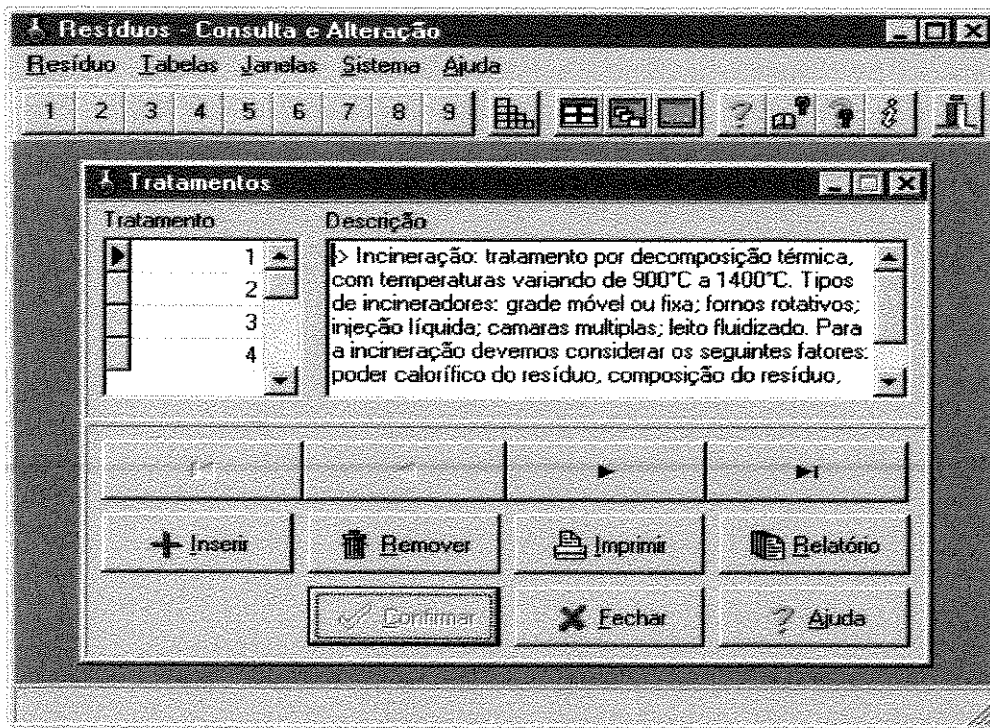 Resíduos - Consulta e Alteração
Resíduo Tabelas Janelas Sistema Ajuda
1 2 3 4 5 6 7 8 9
Tratamentos
Tratamento Descrição
1
2
3
4
-> Incineração: tratamento por decomposição térmica,
com temperaturas variando de 900°C a 1400°C. Tipos
de incineradores: grade móvel ou fixa; fornos rotativos;
injeção líquida; camaras multiplas; leito fluidizado. Para
a incineração devemos considerar os seguintes fatores:
poder calorífico do resíduo, composição do resíduo,
Inserir Remover Imprimir Relatório
Confirmar Fechar Ajuda